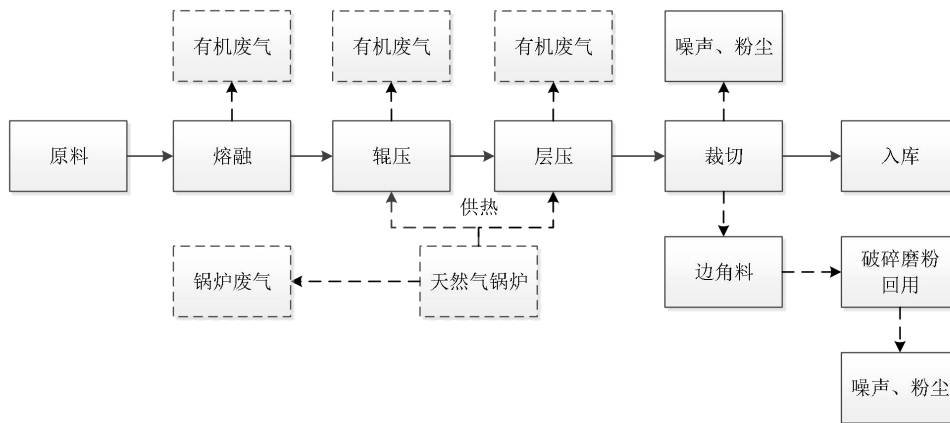 有机废气
有机废气
有机废气
噪声、粉尘
原料
熔融
辊压
层压
裁切
入库
供热
锅炉废气
天然气锅炉
边角料
破碎磨粉
回用
噪声、粉尘